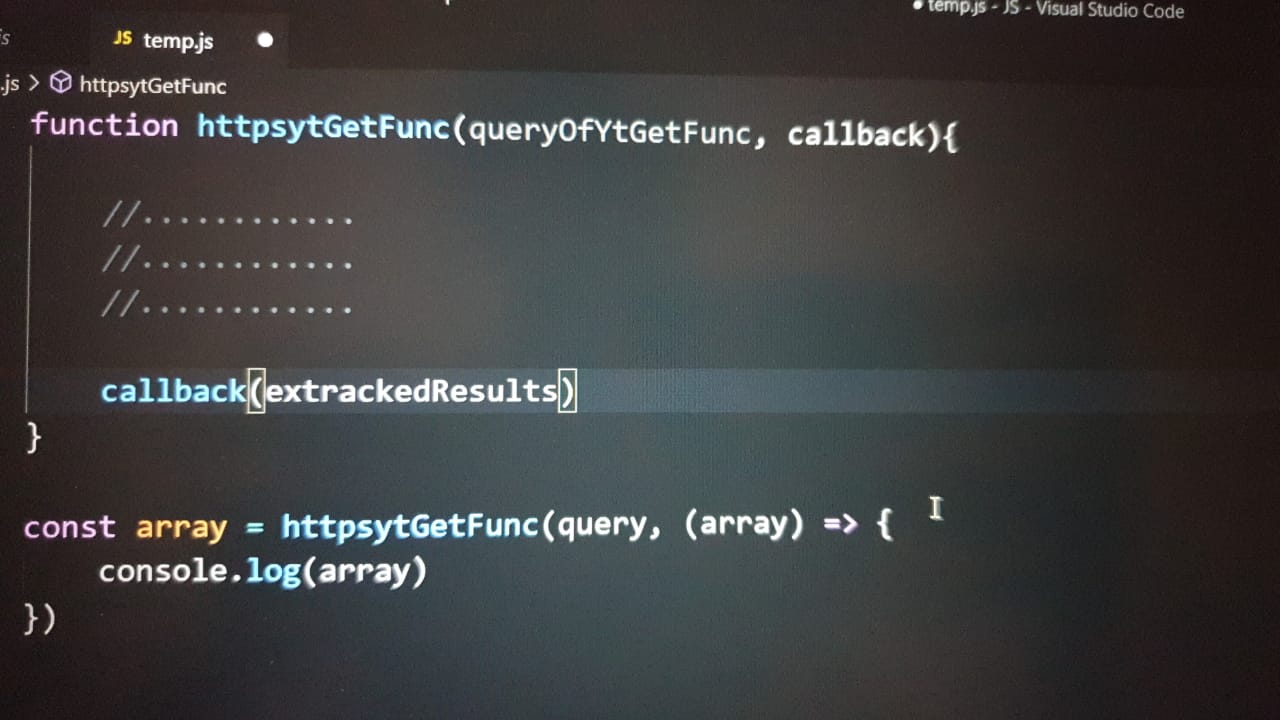 temp.js - JS - Visual Studio Code
JS temp.js
.js > httpsytGetFunc
function httpsytGetFunc(queryOfYtGetFunc, callback){
//............
//............
//............
callback(extrackedResults)
}
const array = httpsytGetFunc(query, (array) => {
console.log(array)
})